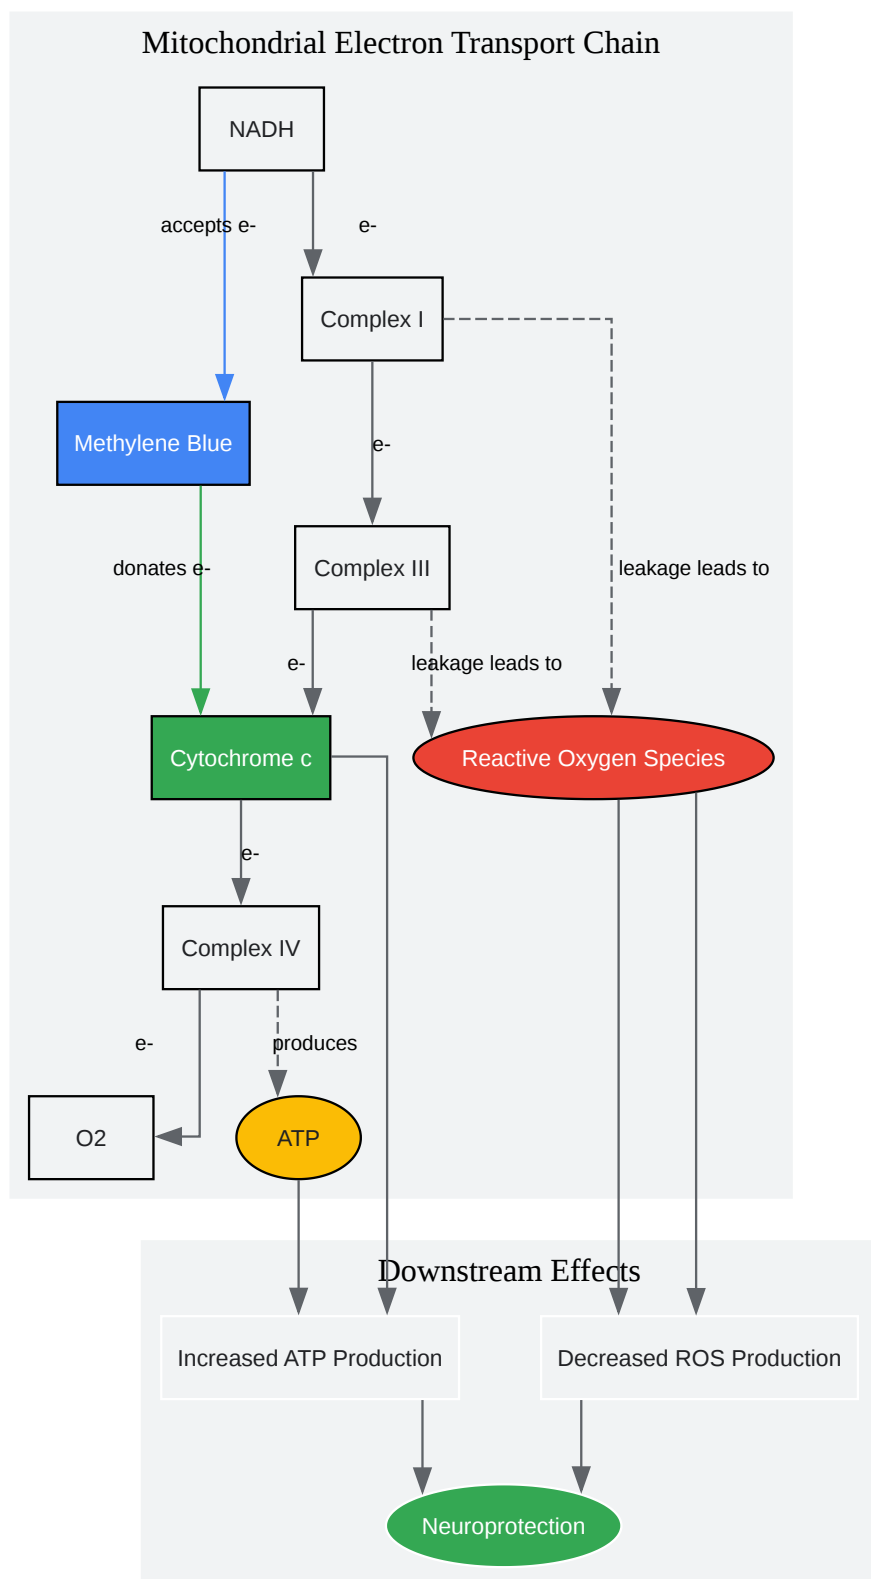 Mitochondrial Electron Transport Chain
NADH
accepts e-
e-
Complex I
e-
Methylene Blue
Complex III
donates e-
leakage leads to
e-
leakage leads to
Cytochrome c
Reactive Oxygen Species
e-
Complex IV
e-
produces
O2
ATP
Downstream Effects
Increased ATP Production
Decreased ROS Production
Neuroprotection